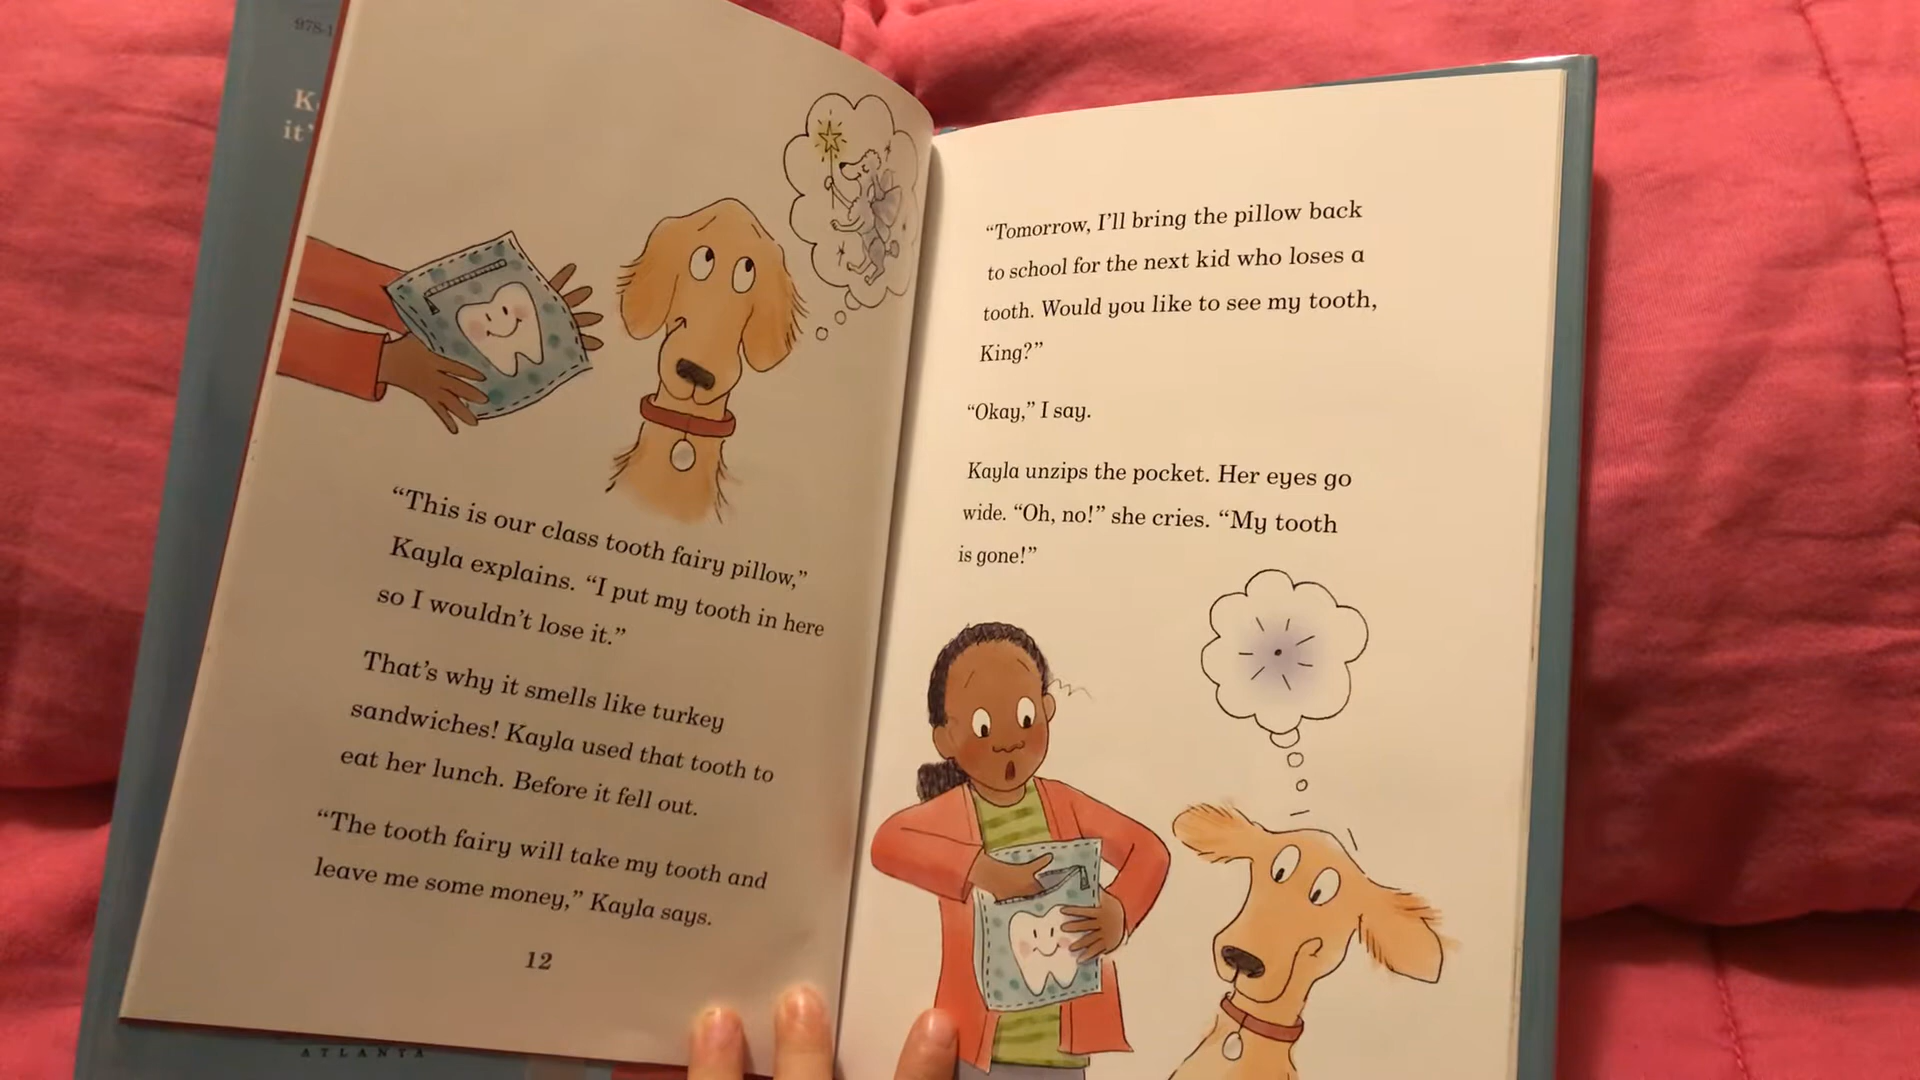 978-1
K
it'
"This is our class tooth fairy pillow,"
Kayla explains. "I put my tooth in here
so I wouldn't lose it."
That's why it smells like turkey
sandwiches! Kayla used that tooth to
eat her lunch. Before it fell out.
"The tooth fairy will take my tooth and
leave me some money," Kayla says.
12
ATLANTA
"Tomorrow, I'll bring the pillow back
to school for the next kid who loses a
tooth. Would you like to see my tooth,
King?"
"Okay," I say.
Kayla unzips the pocket. Her eyes go
wide. "Oh, no!" she cries. "My tooth
is gone!"